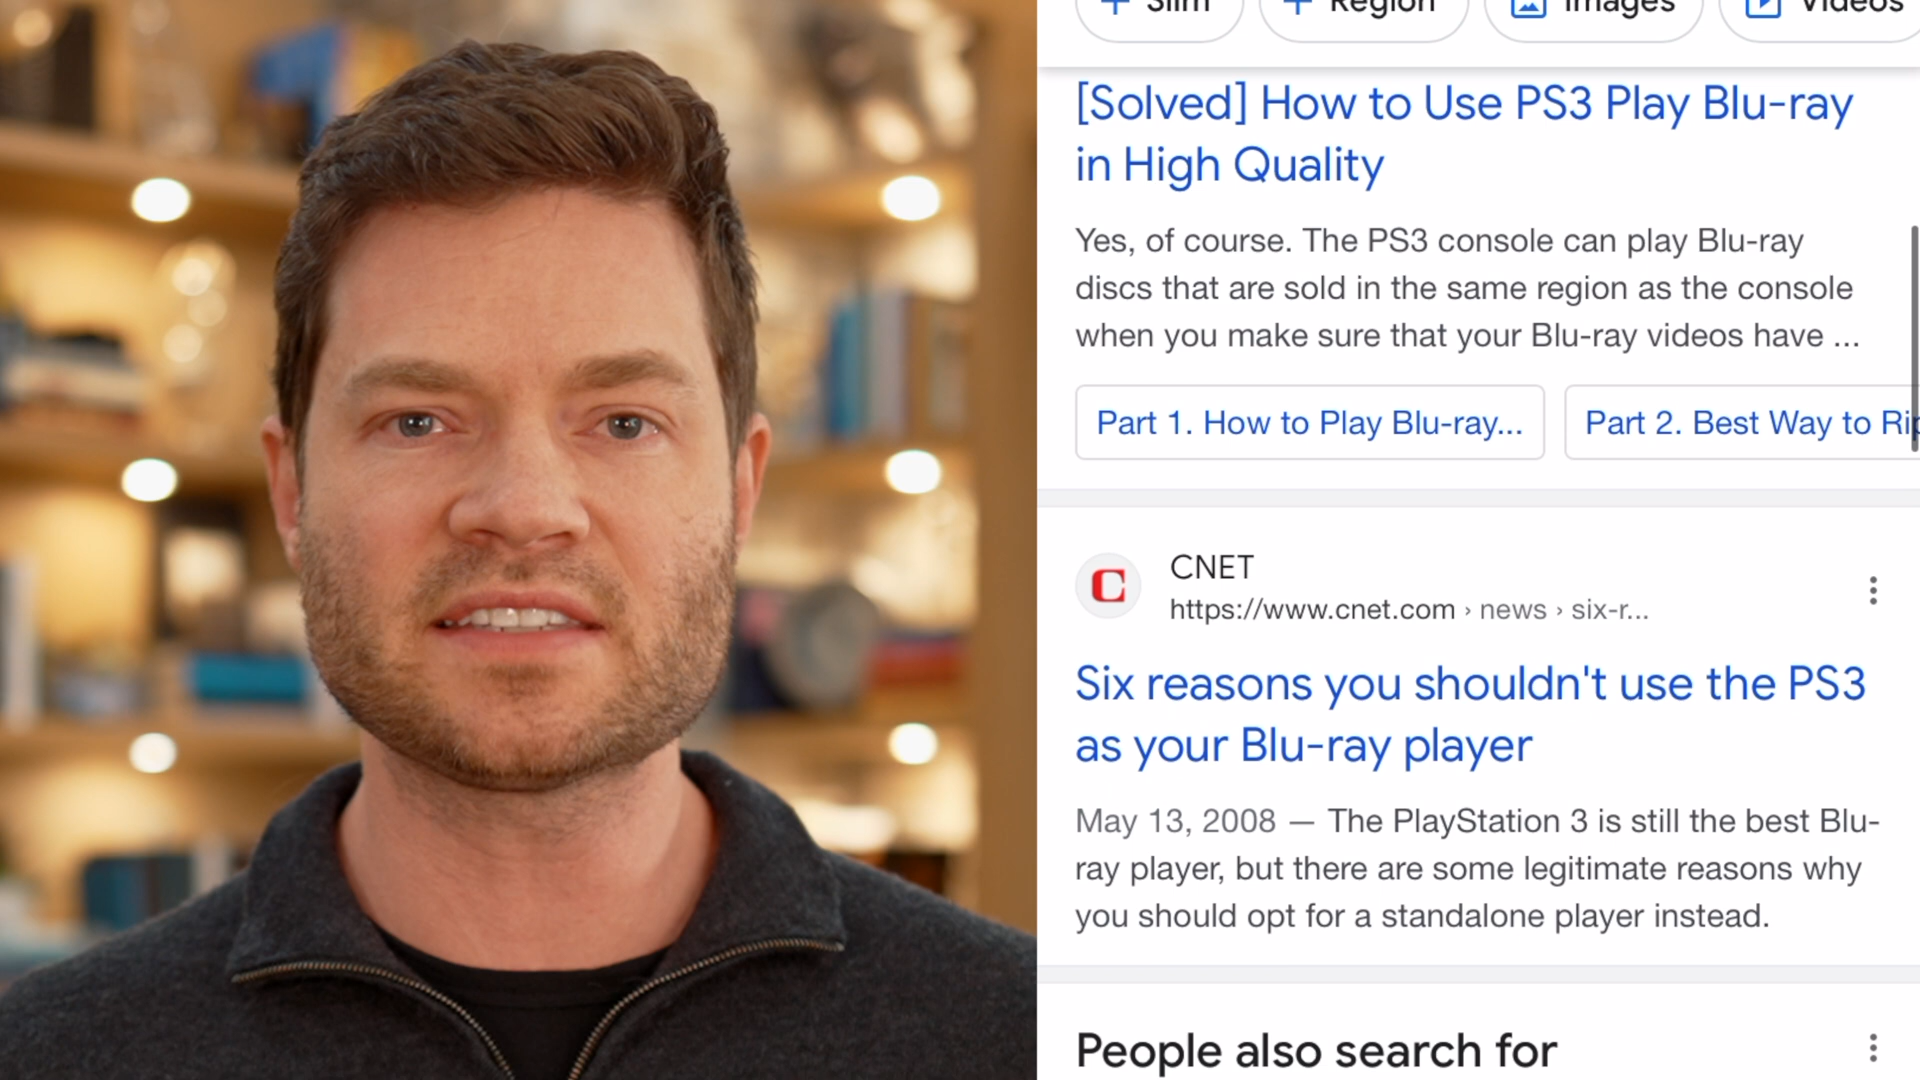 Slim Region Images Videos
[Solved] How to Use PS3 Play Blu-ray
in High Quality
Yes, of course. The PS3 console can play Blu-ray
discs that are sold in the same region as the console
when you make sure that your Blu-ray videos have ...
Part 1. How to Play Blu-ray... Part 2. Best Way to Rip
CNET
https://www.cnet.com › news › six-r...
Six reasons you shouldn't use the PS3
as your Blu-ray player
May 13, 2008 — The PlayStation 3 is still the best Blu-
ray player, but there are some legitimate reasons why
you should opt for a standalone player instead.
People also search for